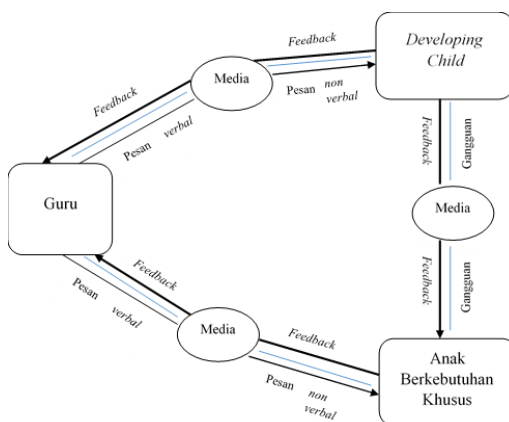 Feedback
Developing
Child
Media
Pesan non
verbal
Feedback
Pesan verbal
Guru
Feedback
Gangguan
Media
Feedback
Gangguan
Feedback
Pesan verbal
Media
Feedback
Pesan non
verbal
Anak
Berkebutuhan
Khusus